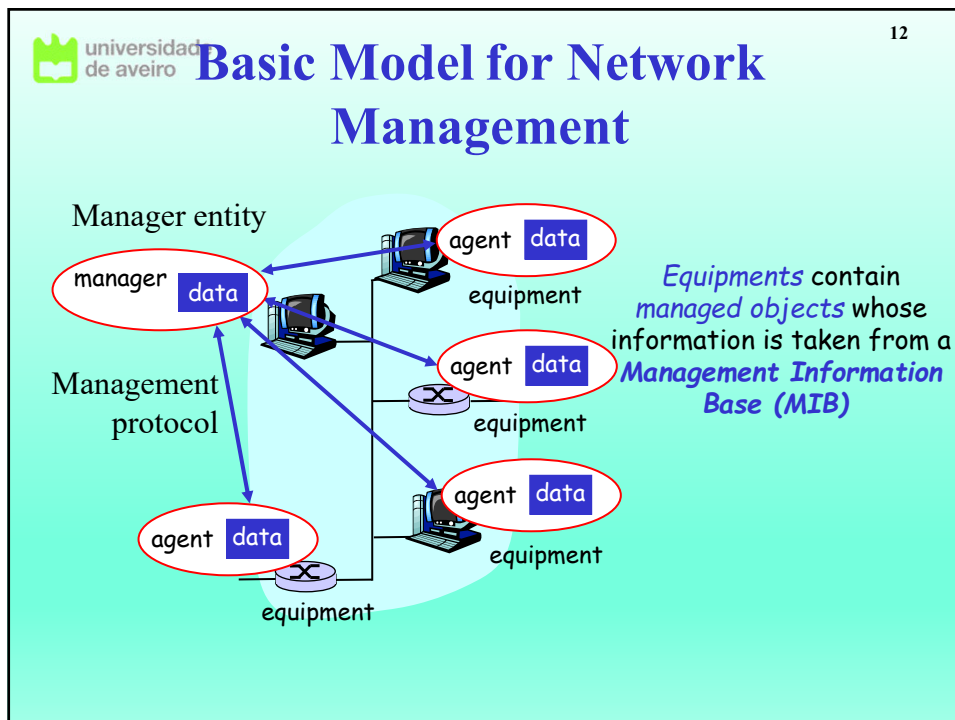 12
universidade
de aveiro
Basic Model for Network
Management
Manager entity
manager
data
agent data
equipment
Equipments contain
managed objects whose
information is taken from a
Management Information
Base (MIB)
agent data
equipment
Management
protocol
agent data
equipment
agent data
equipment